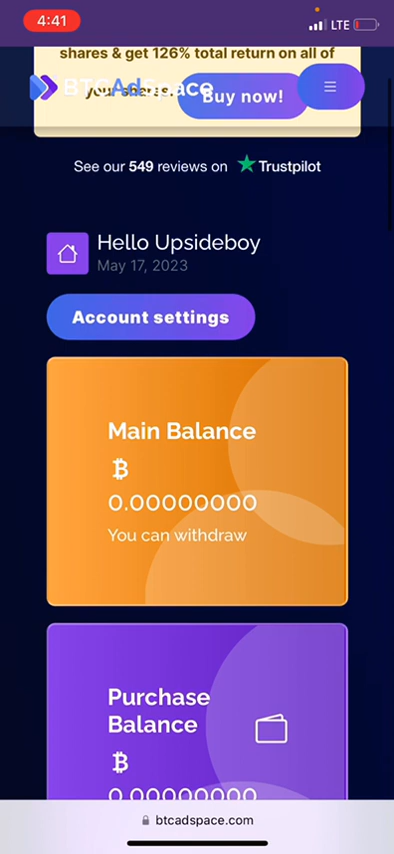 4:41
LTE
shares & get 126% total return on all of
BTCAdSpace
your shares.
Buy now!
See our 549 reviews on Trustpilot
Hello Upsideboy
May 17, 2023
Account settings
Main Balance
0.00000000
You can withdraw
Purchase
Balance
0.00000000
btcadspace.com